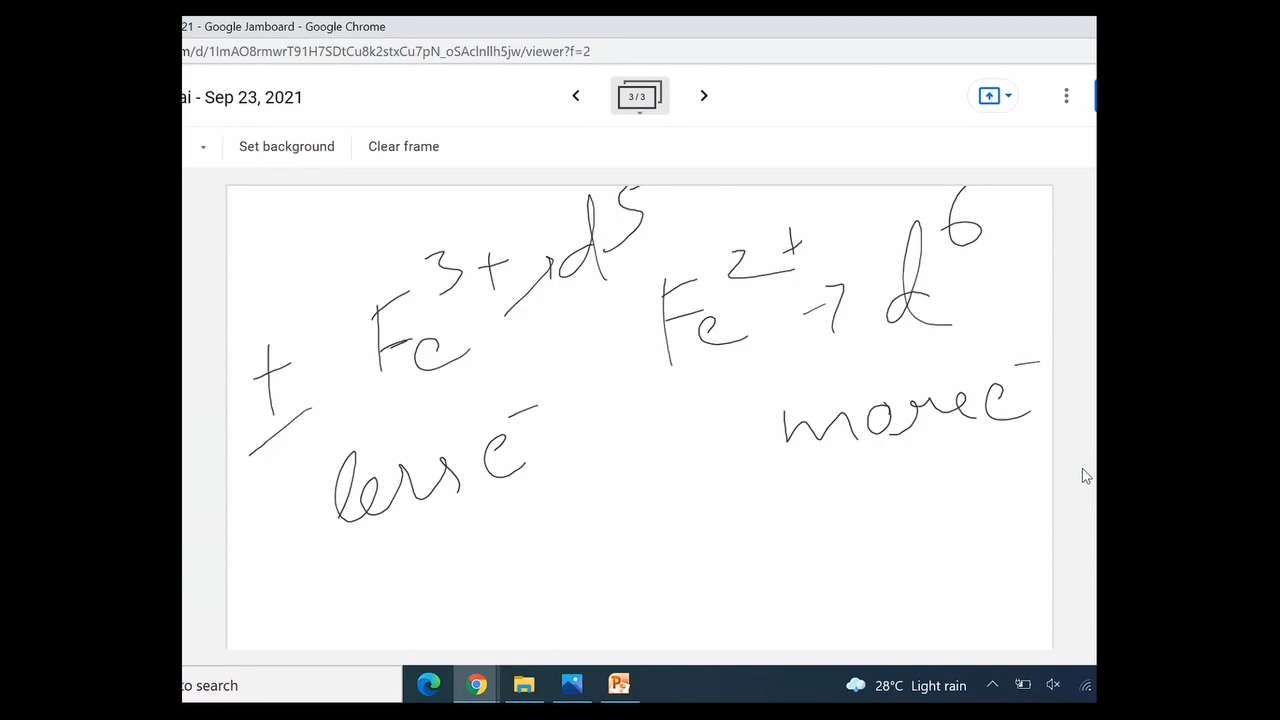 21 - Google Jamboard - Google Chrome
m/d/1ImAO8rmwrT91H7SDtCu8k2stxCu7pN_oSAclnIlh5jw/viewer?f=2
ai - Sep 23, 2021
3 / 3
Set background
Clear frame
Fe3+ → d5 Fe2+ → d6
+
less e-
more e-
to search
28°C Light rain